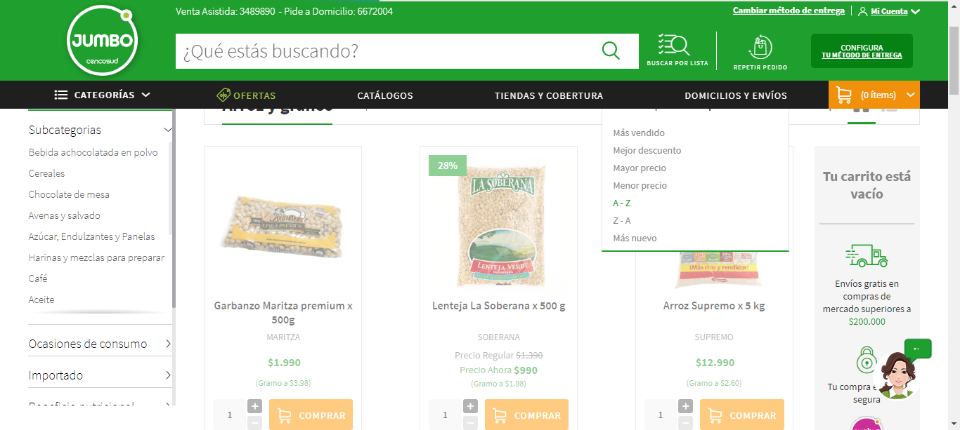 Venta Asistida: 3489890 - Pide a Domicilio: 6672004
Cambiar método de entrega
Mi Cuenta
JUMBO
cencosud
¿Qué estás buscando?
BUSCAR POR LISTA
REPETIR PEDIDO
CONFIGURA
TU MÉTODO DE ENTREGA
CATEGORÍAS
OFERTAS
CATÁLOGOS
TIENDAS Y COBERTURA
DOMICILIOS Y ENVÍOS
(0 ítems)
Arroz y granos
Subcategorias
Bebida achocolatada en polvo
Cereales
Chocolate de mesa
Avenas y salvado
Azúcar, Endulzantes y Panelas
Harinas y mezclas para preparar
Café
Aceite
Ocasiones de consumo
Importado
Beneficio nutricional
Más vendido
Mejor descuento
Mayor precio
Menor precio
A - Z
Z - A
Más nuevo
Garbanzo Maritza premium x
500g
MARITZA
$1.990
(Gramo a $3.98)
1
+
−
COMPRAR
28%
LA SOBERANA
LENTEJA VERDE
Lenteja La Soberana x 500 g
SOBERANA
Precio Regular $1.390
Precio Ahora $990
(Gramo a $1.98)
1
+
−
COMPRAR
¡Más rico y rendidor!
Arroz Supremo x 5 kg
SUPREMO
$12.990
(Gramo a $2.60)
1
+
−
COMPRAR
Tu carrito está
vacío
Envíos gratis en
compras de
mercado superiores a
$200.000
Tu compra e
segura